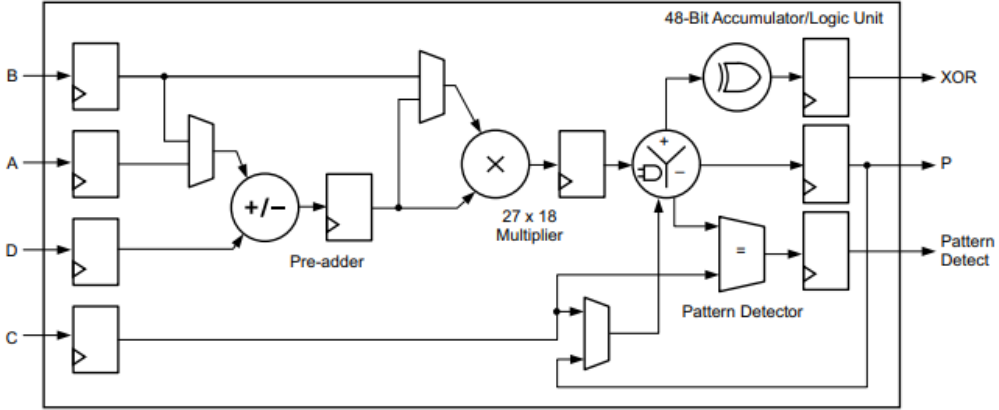 48-Bit Accumulator/Logic Unit
B
XOR
A
P
+
−
×
+/−
27 x 18
Multiplier
D
Pre-adder
=
Pattern
Detect
Pattern Detector
C